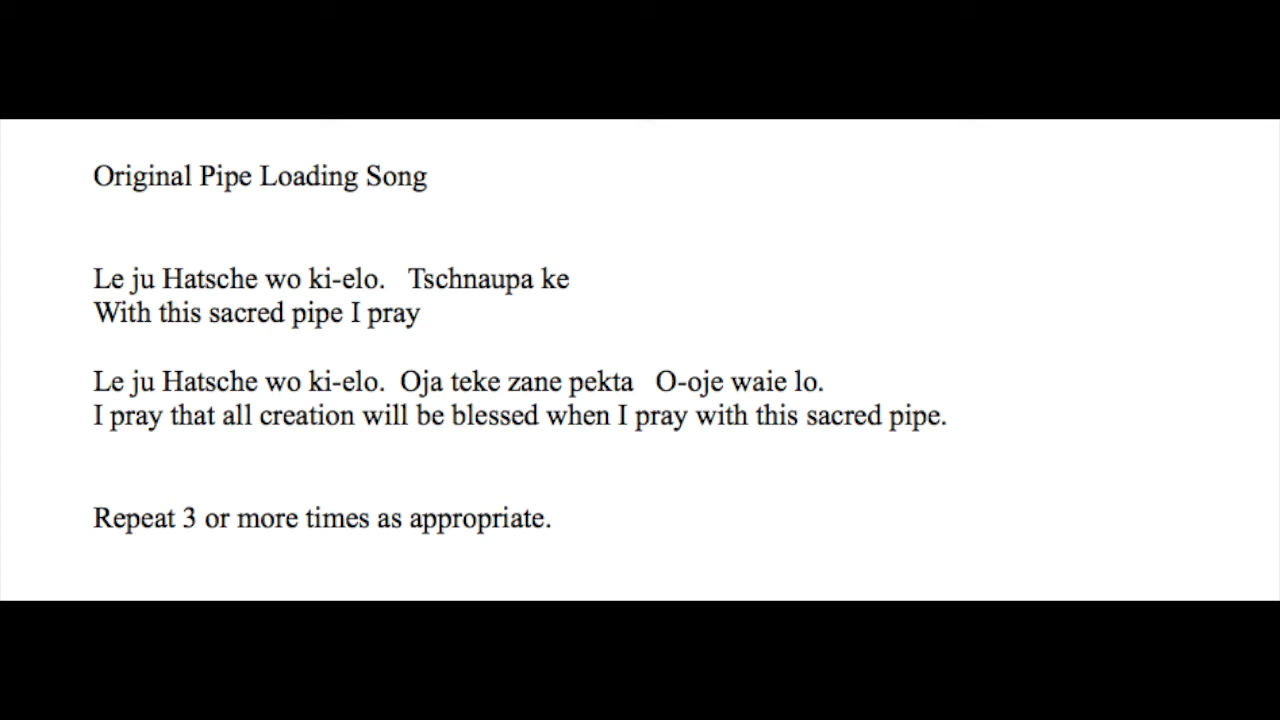 Original Pipe Loading Song
Le ju Hatsche wo ki-elo. Tschnaupa ke
With this sacred pipe I pray
Le ju Hatsche wo ki-elo. Oja teke zane pekta O-oje waie lo.
I pray that all creation will be blessed when I pray with this sacred pipe.
Repeat 3 or more times as appropriate.